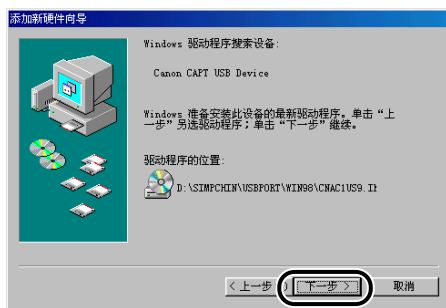 添加新硬件向导
Windows 驱动程序搜索设备:
Canon CAPT USB Device
Windows 准备安装此设备的最新驱动程序。单击“上
一步”另选驱动程序；单击“下一步”继续。
驱动程序的位置:
D:\SIMPCHIN\USBPORT\WIN98\CNAC1US9.I
< 上一步 )
下一步 >
取消